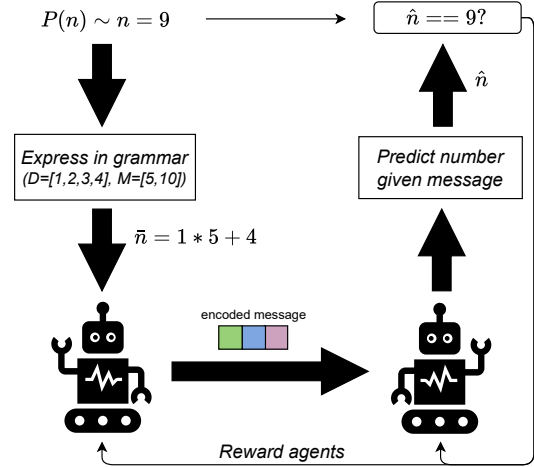 P(n) ∼ n = 9
n̂ == 9?
n̂
Express in grammar
(D=[1,2,3,4], M=[5,10])
Predict number
given message
n̄ = 1 ∗ 5 + 4
encoded message
Reward agents